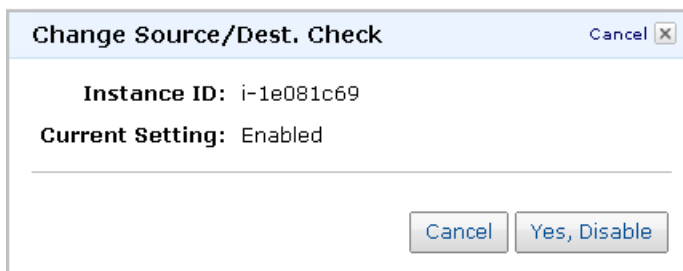 Change Source/Dest. Check Cancel
Instance ID: i-1e081c69
Current Setting: Enabled
Cancel Yes, Disable